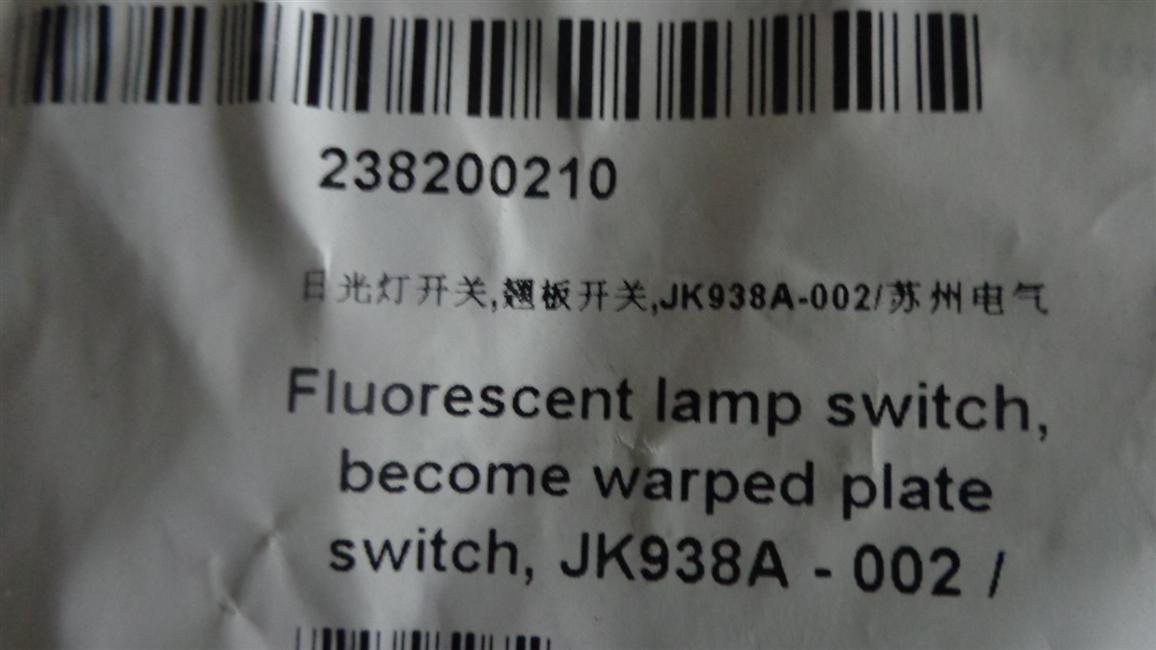 238200210
日光灯开关,翘板开关,JK938A-002/苏州电气
Fluorescent lamp switch,
become warped plate
switch, JK938A - 002 /